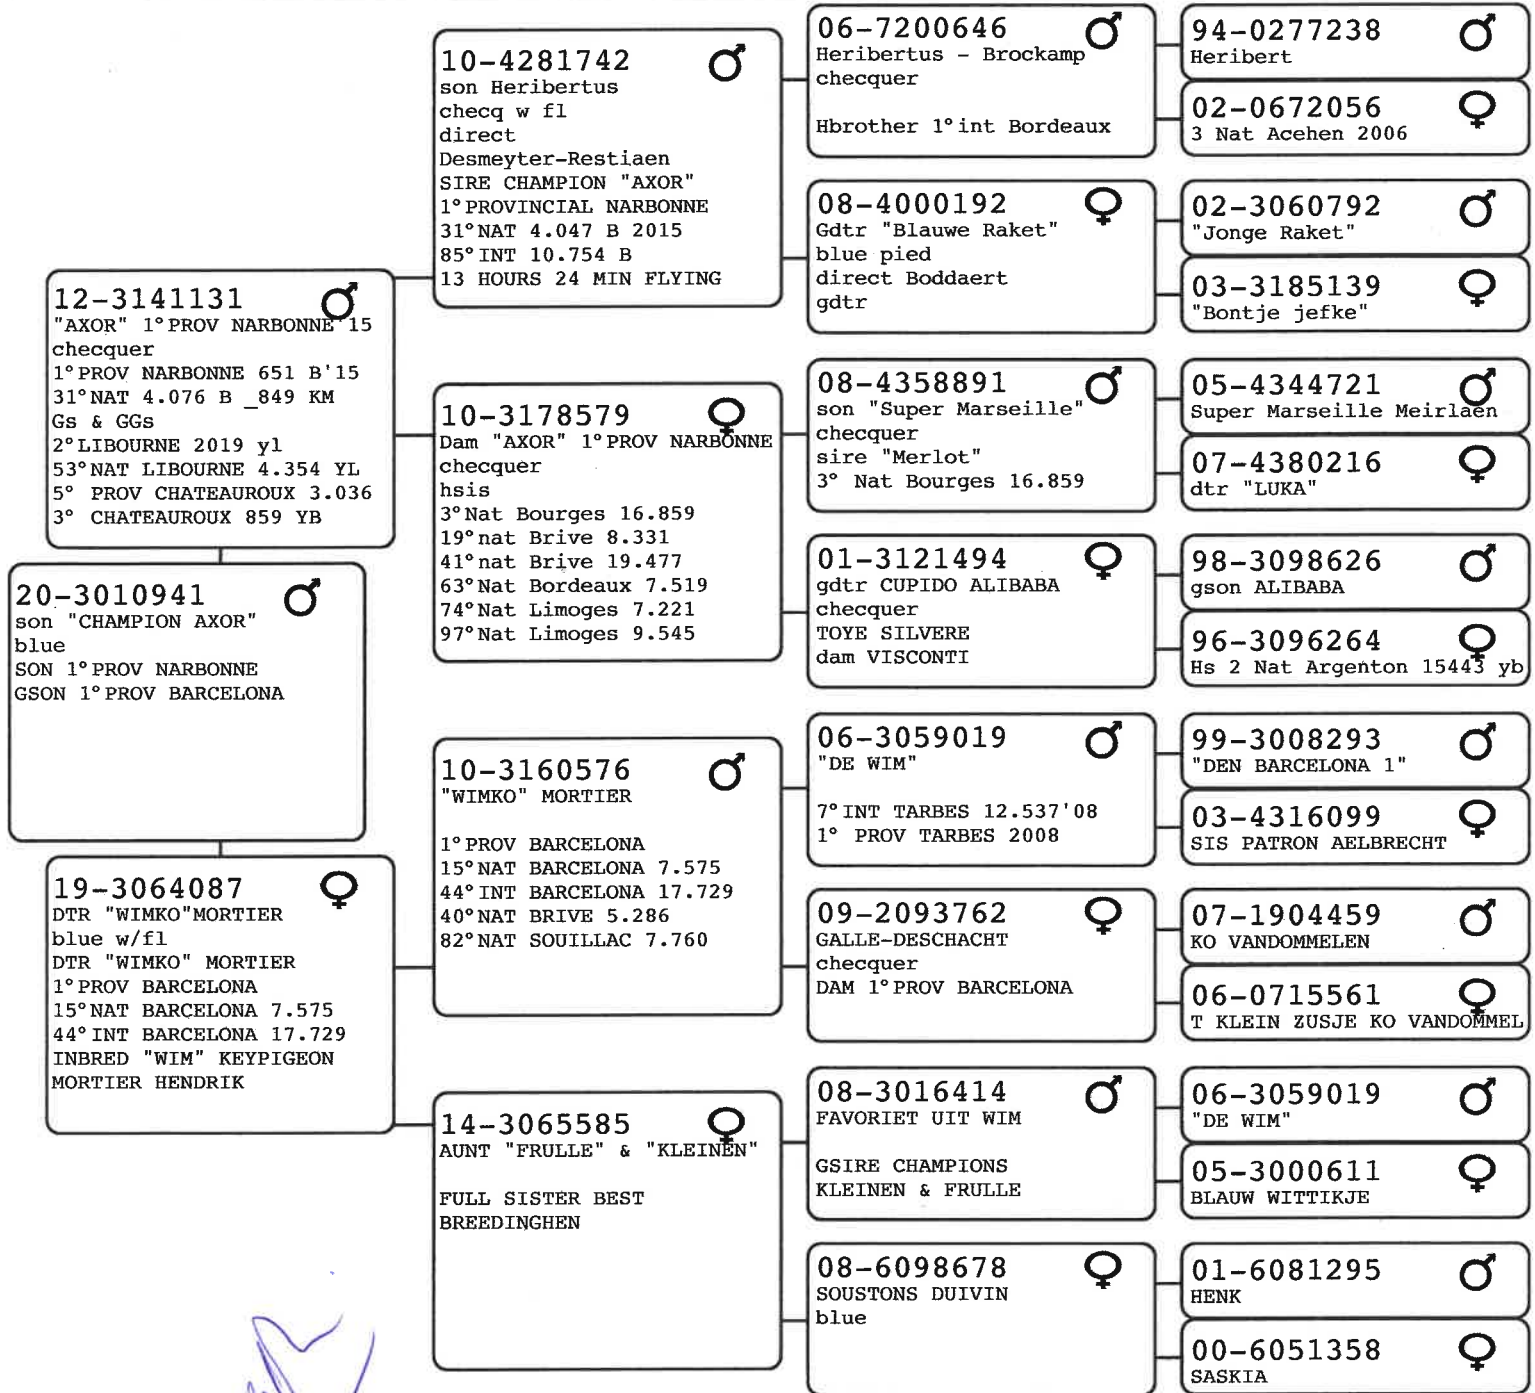 20-3010941
son "CHAMPION AXOR"
blue
SON 1° PROV NARBONNE
GSON 1° PROV BARCELONA
12-3141131
"AXOR" 1° PROV NARBONNE'15
checquer
1° PROV NARBONNE 651 B'15
31° NAT 4.076 B _849 KM
Gs & GGs
2° LIBOURNE 2019 yl
53° NAT LIBOURNE 4.354 YL
5° PROV CHATEAUROUX 3.036
3° CHATEAUROUX 859 YB
19-3064087
DTR "WIMKO"MORTIER
blue w/fl
DTR "WIMKO" MORTIER
1° PROV BARCELONA
15° NAT BARCELONA 7.575
44° INT BARCELONA 17.729
INBRED "WIM" KEYPIGEON
MORTIER HENDRIK
10-4281742
son Heribertus
checq w fl
direct
Desmeyter-Restiaen
SIRE CHAMPION "AXOR"
1° PROVINCIAL NARBONNE
31° NAT 4.047 B 2015
85° INT 10.754 B
13 HOURS 24 MIN FLYING
10-3178579
Dam "AXOR" 1° PROV NARBONNE
checquer
hsis
3° Nat Bourges 16.859
19° nat Brive 8.331
41° nat Brive 19.477
63° Nat Bordeaux 7.519
74° Nat Limoges 7.221
97° Nat Limoges 9.545
10-3160576
"WIMKO" MORTIER
1° PROV BARCELONA
15° NAT BARCELONA 7.575
44° INT BARCELONA 17.729
40° NAT BRIVE 5.286
82° NAT SOUILLAC 7.760
14-3065585
AUNT "FRULLE" & "KLEINEN"
FULL SISTER BEST
BREEDINGHEN
06-7200646
Heribertus - Brockamp
checquer
Hbrother 1° int Bordeaux
08-4000192
Gdtr "Blauwe Raket"
blue pied
direct Boddaert
gdtr
08-4358891
son "Super Marseille"
checquer
sire "Merlot"
3° Nat Bourges 16.859
01-3121494
gdtr CUPIDO ALIBABA
checquer
TOYE SILVERE
dam VISCONTI
06-3059019
"DE WIM"
7° INT TARBES 12.537'08
1° PROV TARBES 2008
09-2093762
GALLE-DESCHACHT
checquer
DAM 1° PROV BARCELONA
08-3016414
FAVORIET UIT WIM
GSIRE CHAMPIONS
KLEINEN & FRULLE
08-6098678
SOUSTONS DUIVIN
blue
94-0277238
Heribert
02-0672056
3 Nat Acehen 2006
02-3060792
"Jonge Raket"
03-3185139
"Bontje jefke"
05-4344721
Super Marseille Meirlaen
07-4380216
dtr "LUKA"
98-3098626
gson ALIBABA
96-3096264
Hs 2 Nat Argenton 15443 yb
99-3008293
"DEN BARCELONA 1"
03-4316099
SIS PATRON AELBRECHT
07-1904459
KO VANDOMMELEN
06-0715561
T KLEIN ZUSJE KO VANDOMMEL
06-3059019
"DE WIM"
05-3000611
BLAUW WITTIKJE
01-6081295
HENK
00-6051358
SASKIA